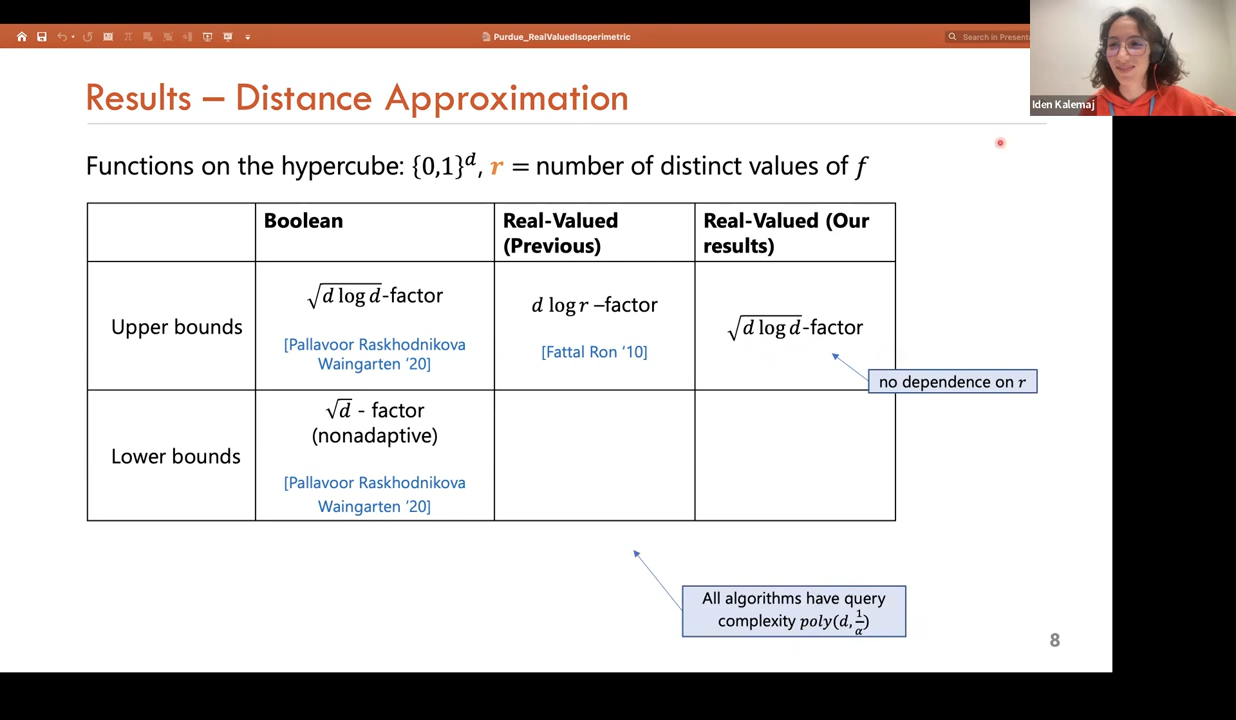 Purdue_RealValuedIsoperimetric
Search in Presenta
Iden Kalemaj
Results – Distance Approximation
Functions on the hypercube: {0,1}^d, r = number of distinct values of f
Boolean
Real-Valued
(Previous)
Real-Valued (Our
results)
Upper bounds
√(d log d)-factor
[Pallavoor Raskhodnikova
Waingarten ‘20]
d log r –factor
[Fattal Ron ‘10]
√(d log d)-factor
no dependence on r
Lower bounds
√d - factor
(nonadaptive)
[Pallavoor Raskhodnikova
Waingarten ‘20]
All algorithms have query
complexity poly(d, 1/α)
8